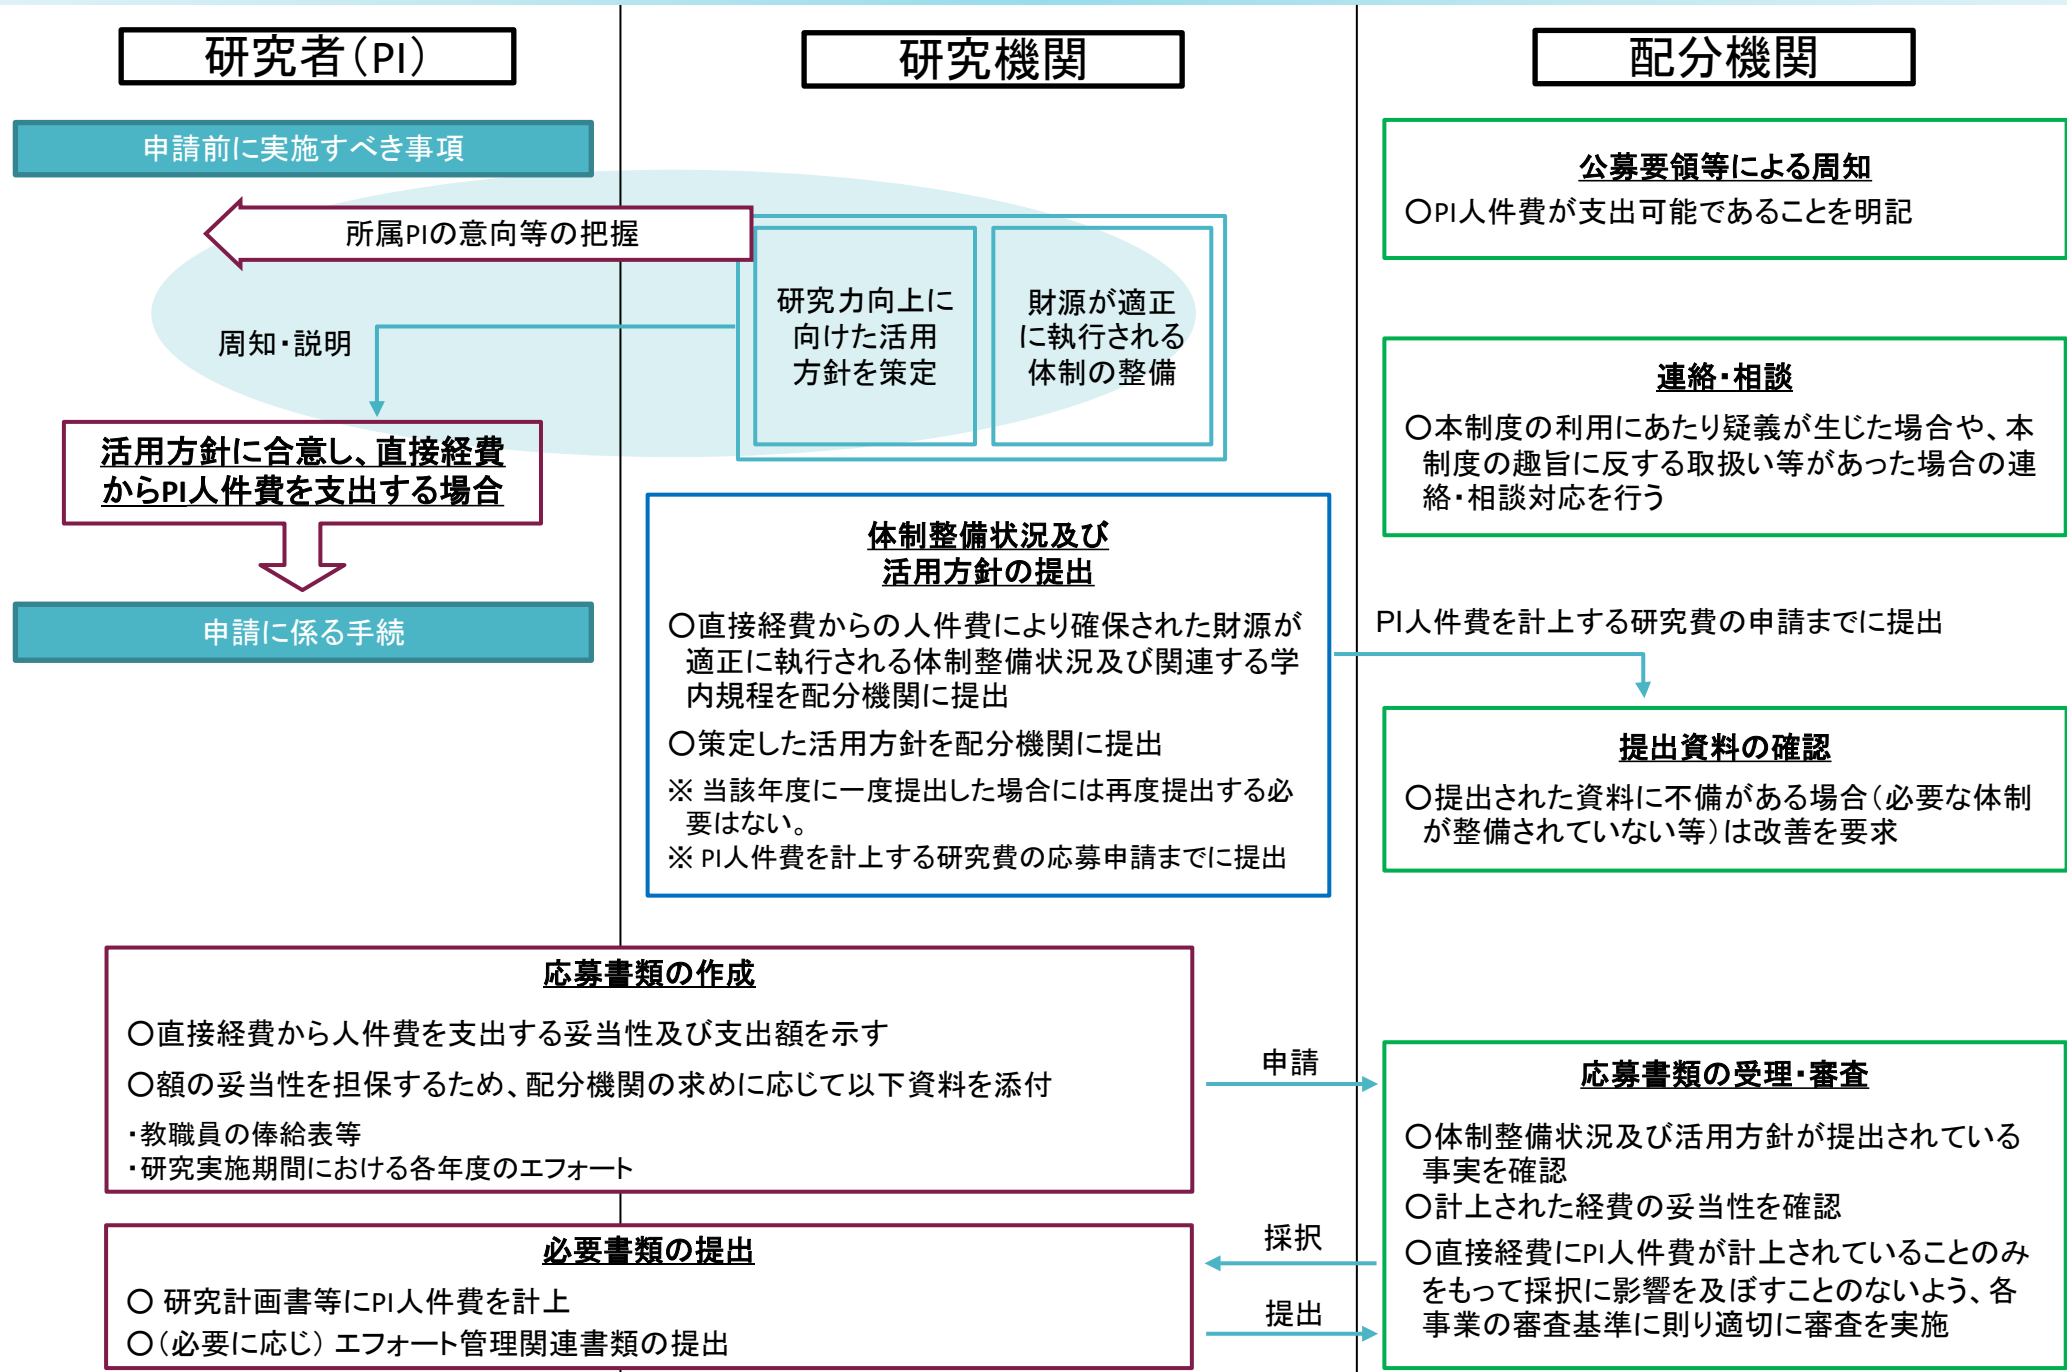 研究者（PI）
研究機関
配分機関
申請前に実施すべき事項
所属PIの意向等の把握
研究力向上に
向けた活用
方針を策定
財源が適正
に執行される
体制の整備
周知・説明
活用方針に合意し、直接経費
からPI人件費を支出する場合
申請に係る手続
公募要領等による周知
〇PI人件費が支出可能であることを明記
連絡・相談
〇本制度の利用にあたり疑義が生じた場合や、本
制度の趣旨に反する取扱い等があった場合の連
絡・相談対応を行う
体制整備状況及び
活用方針の提出
〇直接経費からの人件費により確保された財源が
適正に執行される体制整備状況及び関連する学
内規程を配分機関に提出
〇策定した活用方針を配分機関に提出
※ 当該年度に一度提出した場合には再度提出する必
要はない。
※ PI人件費を計上する研究費の応募申請までに提出
PI人件費を計上する研究費の申請までに提出
提出資料の確認
〇提出された資料に不備がある場合（必要な体制
が整備されていない等）は改善を要求
応募書類の作成
〇直接経費から人件費を支出する妥当性及び支出額を示す
〇額の妥当性を担保するため、配分機関の求めに応じて以下資料を添付
・教職員の俸給表等
・研究実施期間における各年度のエフォート
申請
応募書類の受理・審査
〇体制整備状況及び活用方針が提出されている
事実を確認
〇計上された経費の妥当性を確認
〇直接経費にPI人件費が計上されていることのみ
をもって採択に影響を及ぼすことのないよう、各
事業の審査基準に則り適切に審査を実施
採択
必要書類の提出
〇 研究計画書等にPI人件費を計上
〇（必要に応じ）エフォート管理関連書類の提出
提出